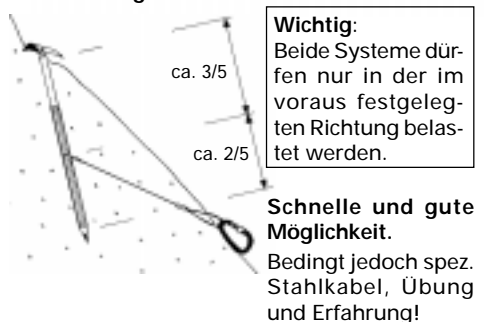 ca. 3/5
ca. 2/5
Wichtig:
Beide Systeme dür-
fen nur in der im
voraus festgeleg-
ten Richtung belas-
tet werden.
Schnelle und gute
Möglichkeit.
Bedingt jedoch spez.
Stahlkabel, Übung
und Erfahrung!